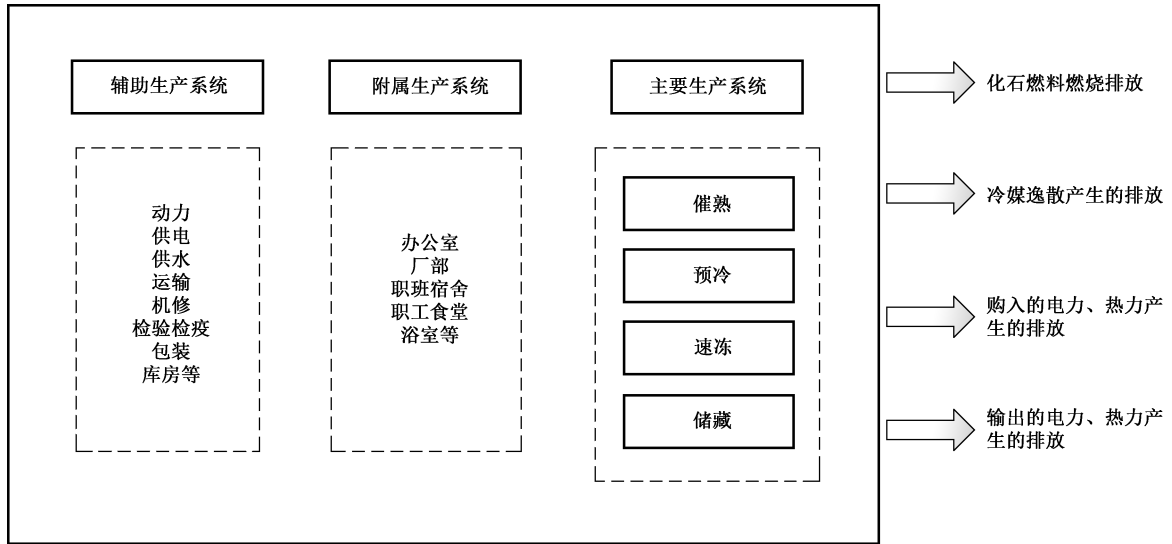 辅助生产系统
动力
供电
供水
运输
机修
检验检疫
包装
库房等
附属生产系统
办公室
厂部
职班宿舍
职工食堂
浴室等
主要生产系统
催熟
预冷
速冻
储藏
化石燃料燃烧排放
冷媒逸散产生的排放
购入的电力、热力产
生的排放
输出的电力、热力产
生的排放